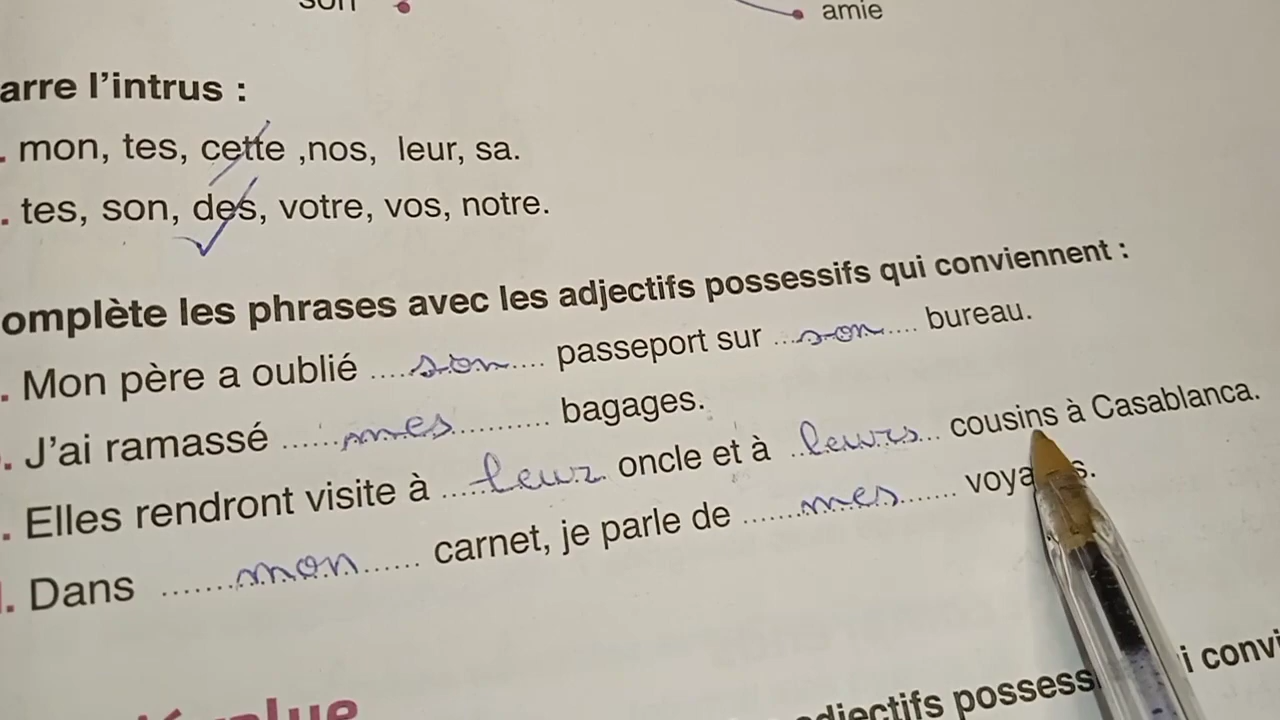 son amie
arre l'intrus :
. mon, tes, cette ,nos, leur, sa.
. tes, son, des, votre, vos, notre.
omplète les phrases avec les adjectifs possessifs qui conviennent :
. Mon père a oublié .....son.... passeport sur ...son.... bureau.
. J'ai ramassé ......mes........... bagages.
. Elles rendront visite à .....leur. oncle et à ..leurs... cousins à Casablanca.
. Dans .......mon...... carnet, je parle de .......mes....... voya s.
alue
adjectifs possess i convi